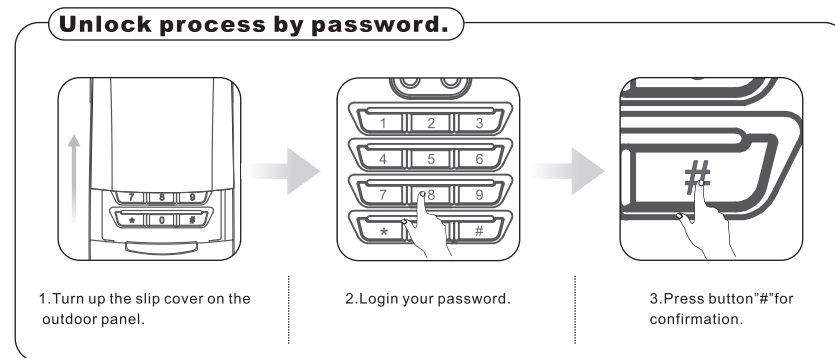 Unlock process by password.
7 8 9
* 0 #
1 2 3
4 5 6
7 8 9
* #
#
1.Turn up the slip cover on the
outdoor panel.
2.Login your password.
3.Press button"#"for
confirmation.